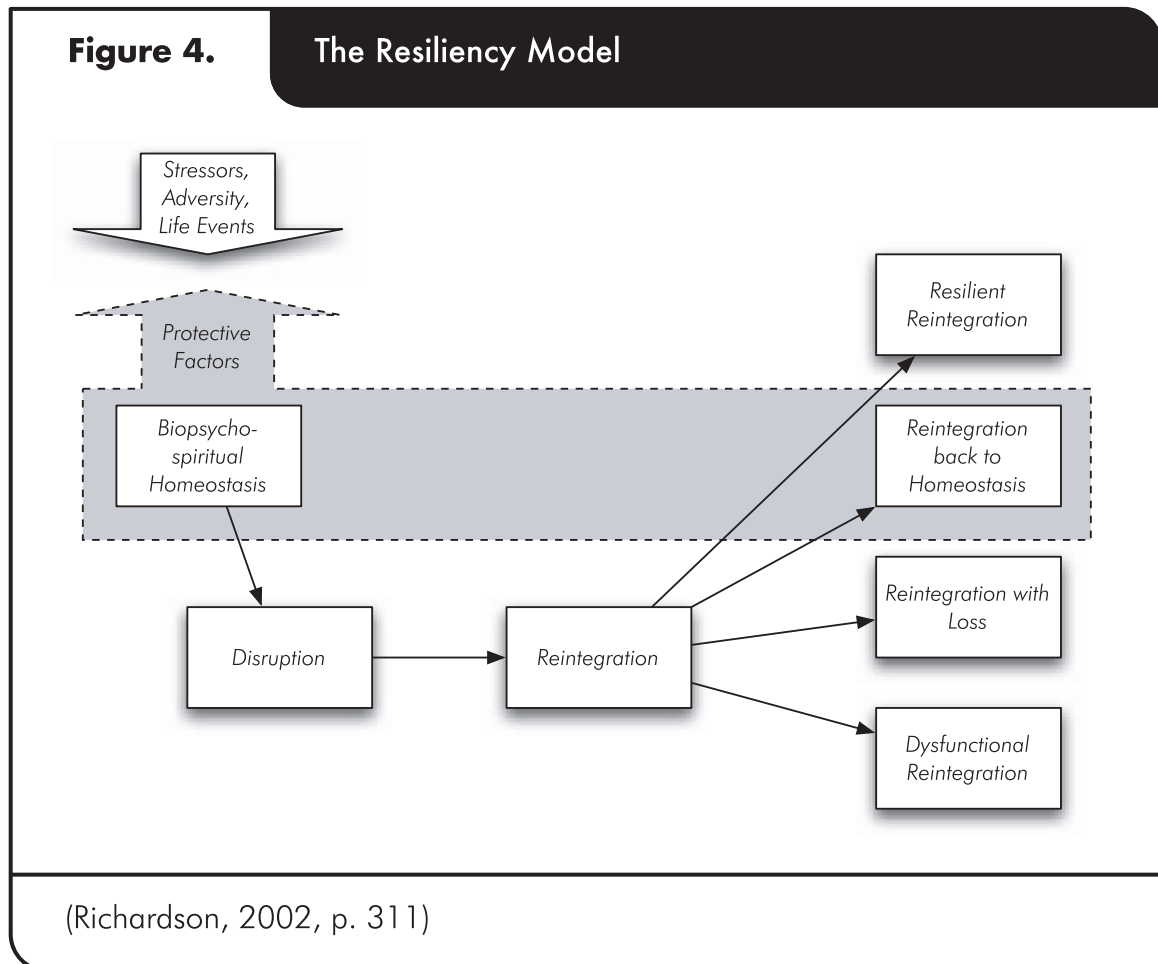 Figure 4.
The Resiliency Model
Stressors,
Adversity,
Life Events
Protective
Factors
Biopsycho-
spiritual
Homeostasis
Disruption
Reintegration
Resilient
Reintegration
Reintegration
back to
Homeostasis
Reintegration with
Loss
Dysfunctional
Reintegration
(Richardson, 2002, p. 311)